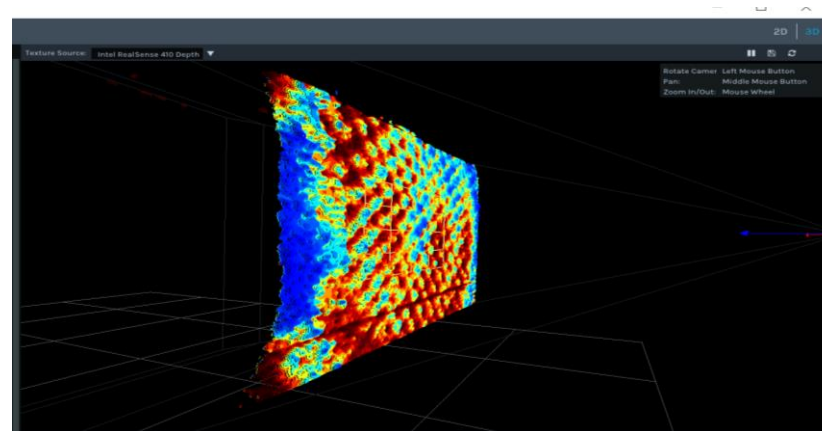 2D 3D
Texture Source: Intel RealSense 410 Depth
Rotate Camer Left Mouse Button
Pan: Middle Mouse Button
Zoom In/Out: Mouse Wheel